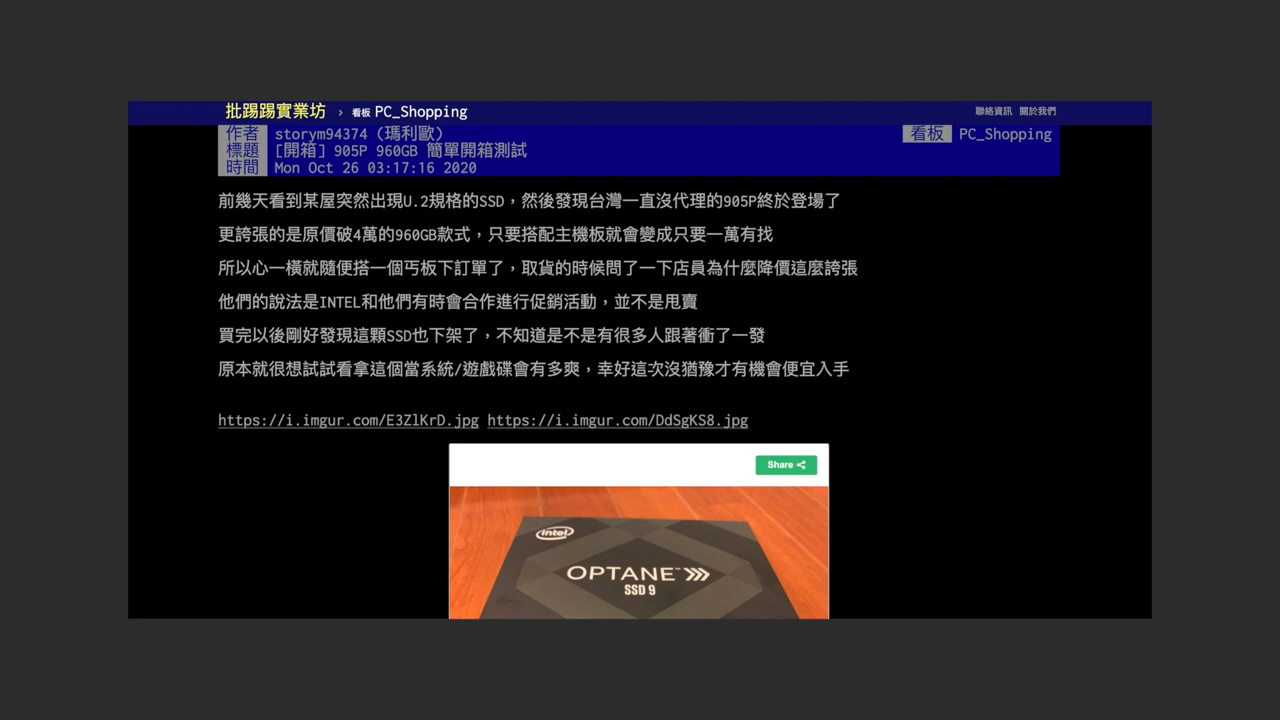 批踢踢實業坊 › 看板 PC_Shopping 聯絡資訊 關於我們
作者 storym94374 (瑪利歐) 看板 PC_Shopping
標題 [開箱] 905P 960GB 簡單開箱測試
時間 Mon Oct 26 03:17:16 2020
前幾天看到某屋突然出現U.2規格的SSD，然後發現台灣一直沒代理的905P終於登場了
更誇張的是原價破4萬的960GB款式，只要搭配主機板就會變成只要一萬有找
所以心一橫就隨便搭一個丐板下訂單了，取貨的時候問了一下店員為什麼降價這麼誇張
他們的說法是INTEL和他們有時會合作進行促銷活動，並不是甩賣
買完以後剛好發現這顆SSD也下架了，不知道是不是有很多人跟著衝了一發
原本就很想試試看拿這個當系統/遊戲碟會有多爽，幸好這次沒猶豫才有機會便宜入手
https://i.imgur.com/E3ZlKrD.jpg https://i.imgur.com/DdSgKS8.jpg
Share
intel
OPTANE™
SSD 9